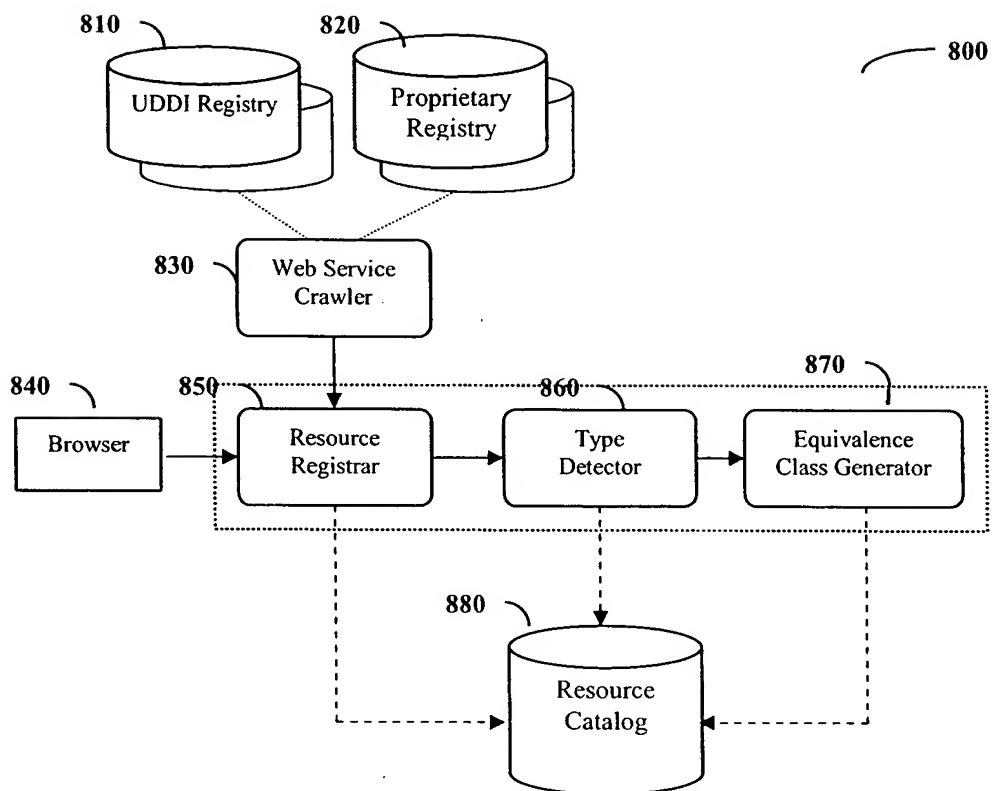 810
820
800
UDDI Registry
Proprietary
Registry
830
Web Service
Crawler
840
850
860
870
Browser
Resource
Registrar
Type
Detector
Equivalence
Class Generator
880
Resource
Catalog